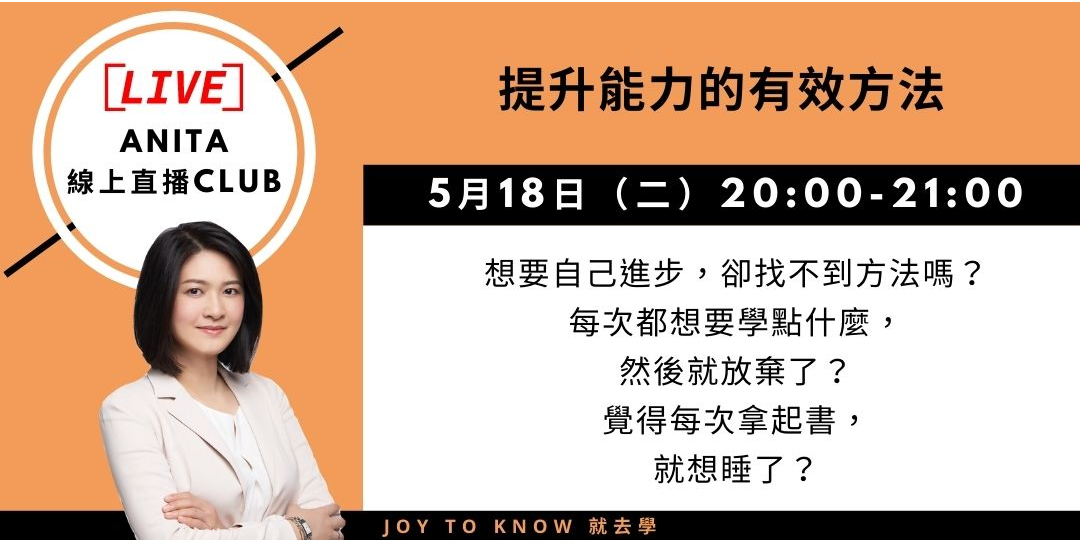 [LIVE]
ANITA
線上直播CLUB
提升能力的有效方法
5月18日（二）20:00-21:00
想要自己進步，卻找不到方法嗎？
每次都想要學點什麼，
然後就放棄了？
覺得每次拿起書，
就想睡了？
JOY TO KNOW 就去學